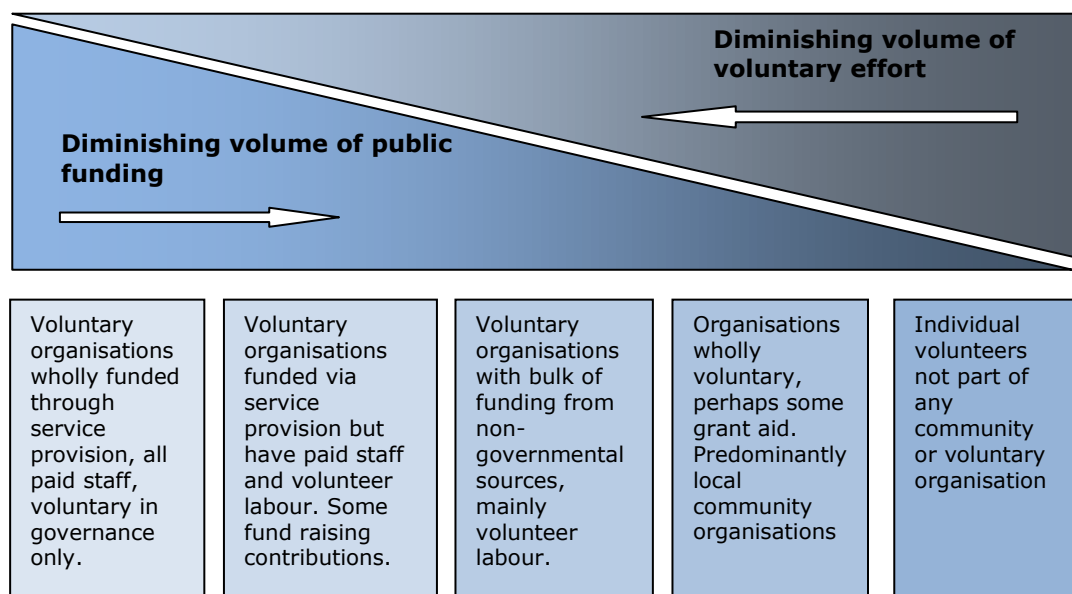 Diminishing volume of
voluntary effort
Diminishing volume of public
funding
Voluntary
organisations
wholly funded
through
service
provision, all
paid staff,
voluntary in
governance
only.
Voluntary
organisations
funded via
service
provision but
have paid staff
and volunteer
labour. Some
fund raising
contributions.
Voluntary
organisations
with bulk of
funding from
non-
governmental
sources,
mainly
volunteer
labour.
Organisations
wholly
voluntary,
perhaps some
grant aid.
Predominantly
local
community
organisations
Individual
volunteers
not part of
any
community
or voluntary
organisation